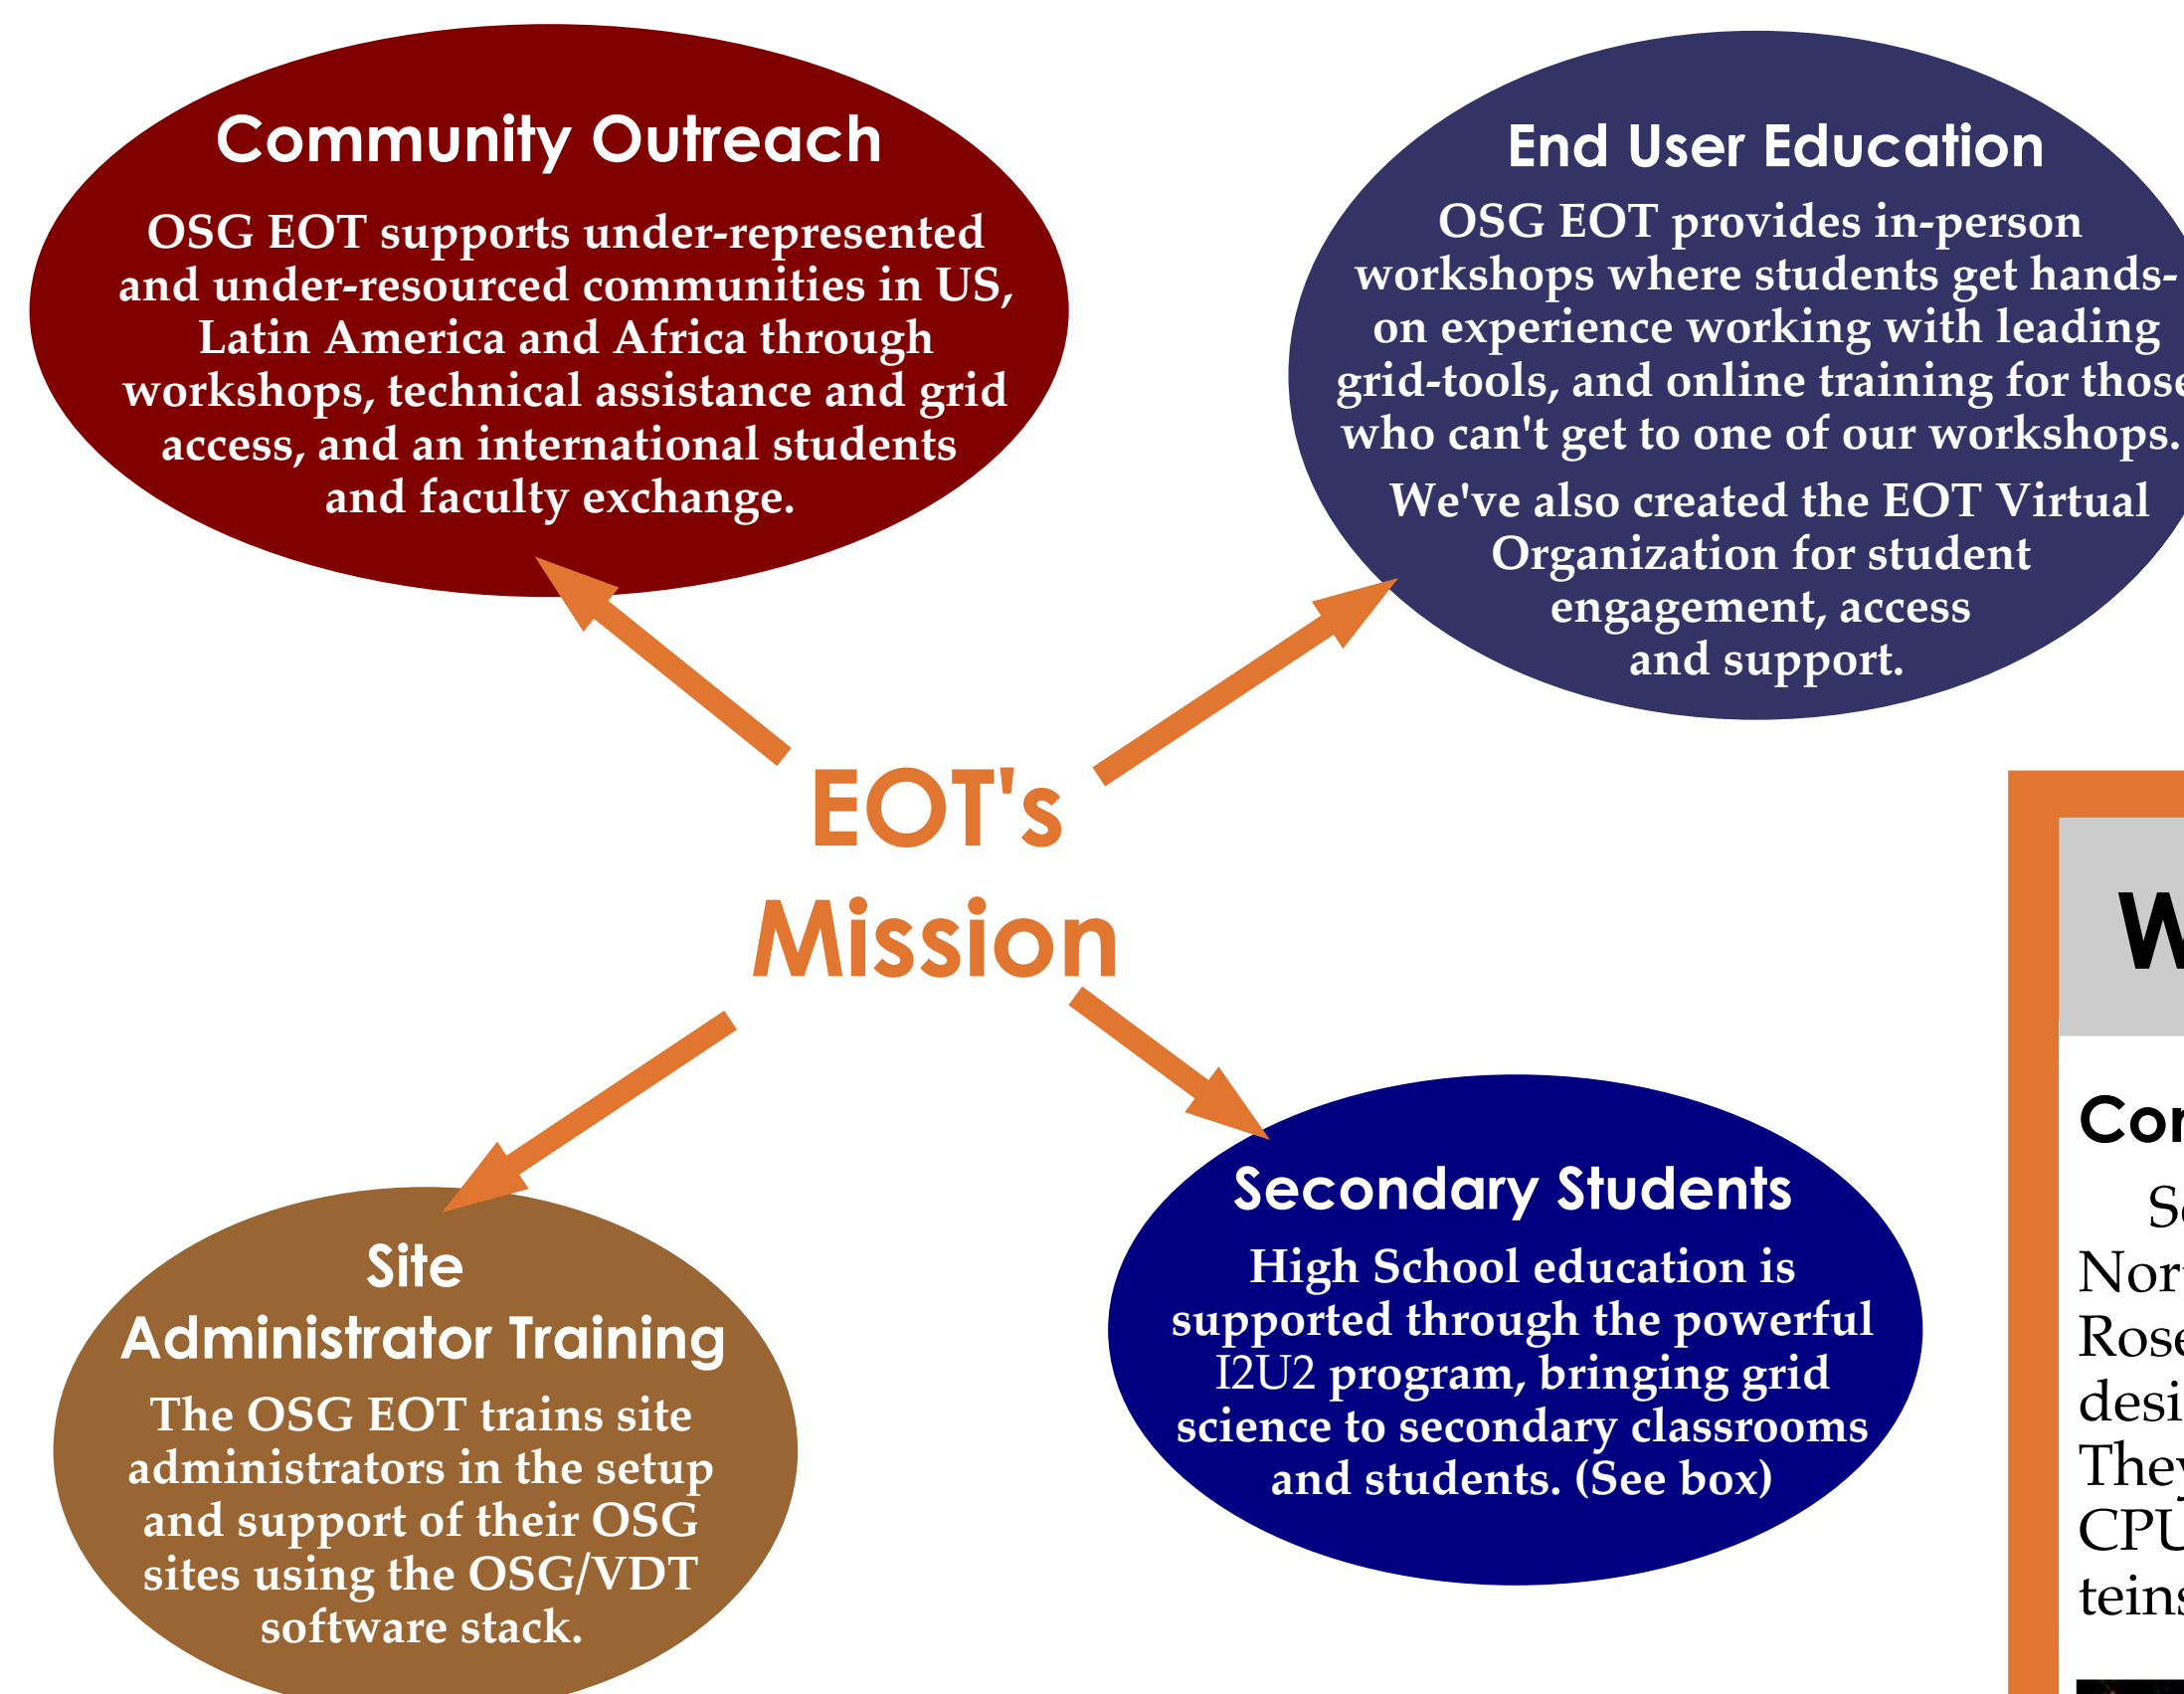 Community Outreach
OSG EOT supports under-represented
and under-resourced communities in US,
Latin America and Africa through
workshops, technical assistance and grid
access, and an international students
and faculty exchange.
End User Education
OSG EOT provides in-person
workshops where students get hands-
on experience working with leading
grid-tools, and online training for those
who can't get to one of our workshops.
We've also created the EOT Virtual
Organization for student
engagement, access
and support.
EOT's
Mission
Site
Administrator Training
The OSG EOT trains site
administrators in the setup
and support of their OSG
sites using the OSG/VDT
software stack.
Secondary Students
High School education is
supported through the powerful
I2U2 program, bringing grid
science to secondary classrooms
and students. (See box)
They
CPU